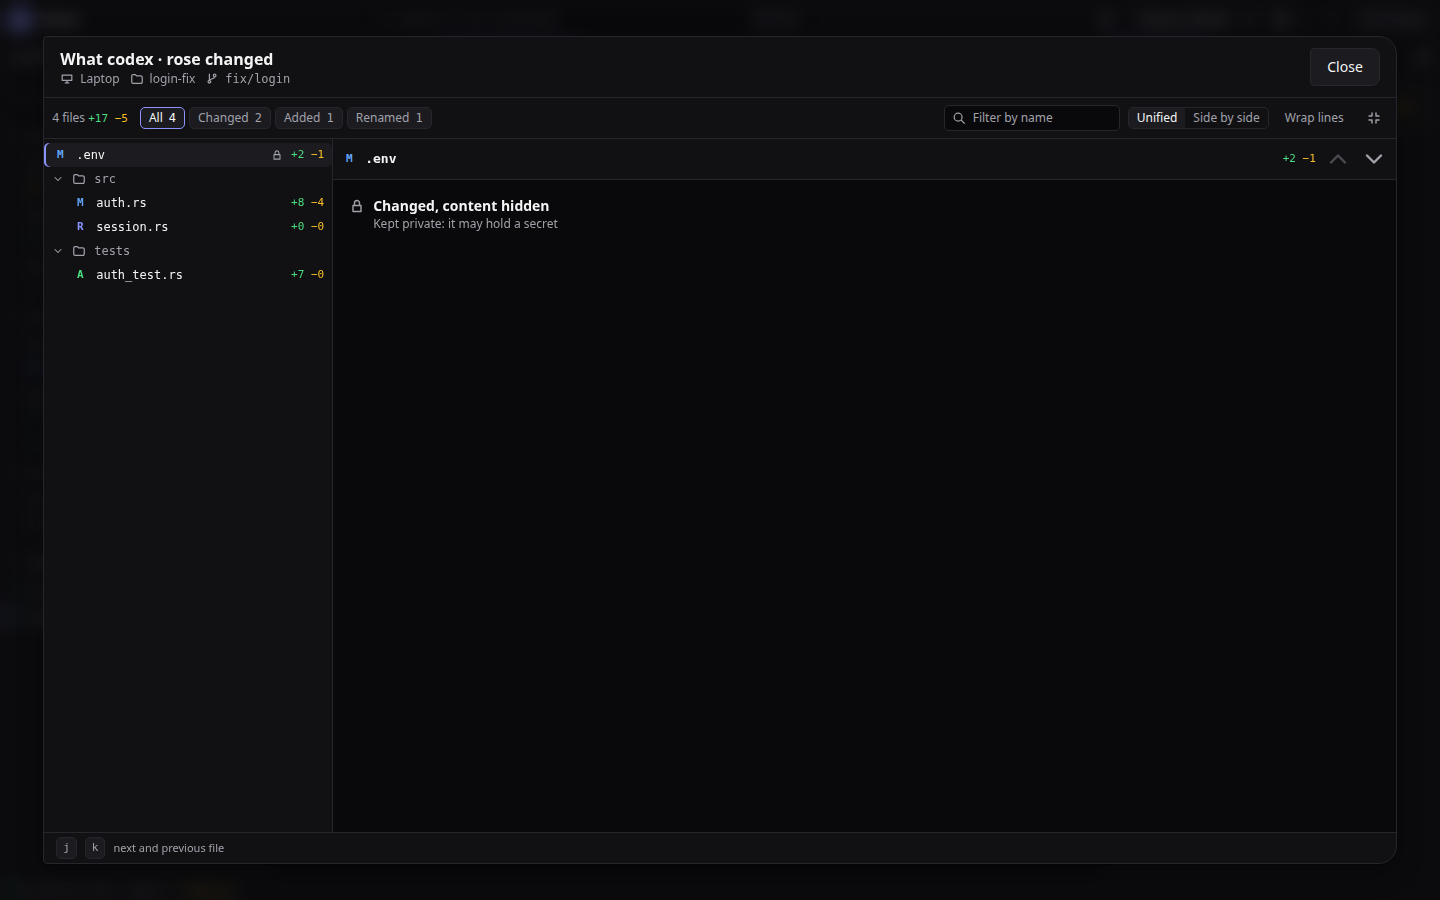 What codex · rose changed
Laptop login-fix fix/login
Close
4 files +17 −5 All 4 Changed 2 Added 1 Renamed 1 Filter by name Unified Side by side Wrap lines
M .env +2 −1
src
M auth.rs +8 −4
R session.rs +0 −0
tests
A auth_test.rs +7 −0
M .env +2 −1
Changed, content hidden
Kept private: it may hold a secret
j k next and previous file